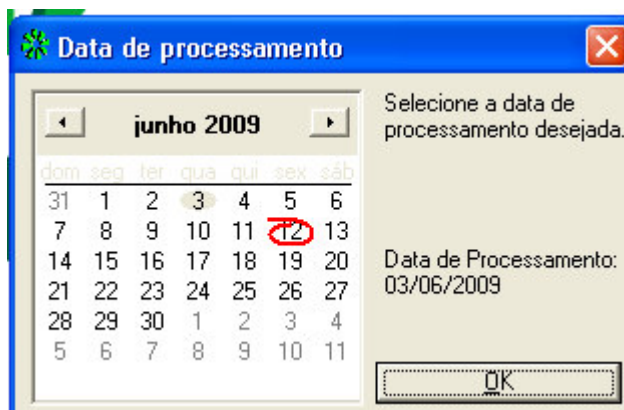 Data de processamento
junho 2009
dom seg ter qua qui sex sáb
31 1 2 3 4 5 6
7 8 9 10 11 12 13
14 15 16 17 18 19 20
21 22 23 24 25 26 27
28 29 30 1 2 3 4
5 6 7 8 9 10 11
Selecione a data de
processamento desejada.
Data de Processamento:
03/06/2009
OK